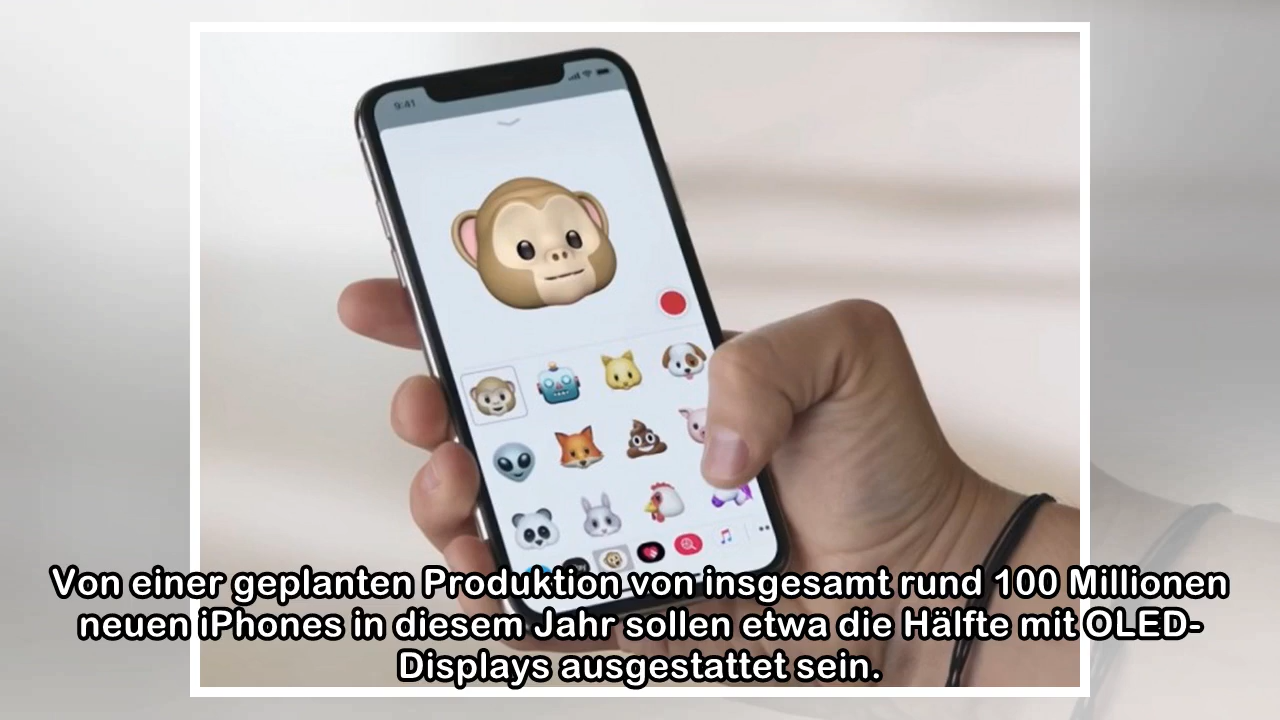 9:41
Von einer geplanten Produktion von insgesamt rund 100 Millionen
neuen iPhones in diesem Jahr sollen etwa die Hälfte mit OLED-
Displays ausgestattet sein.